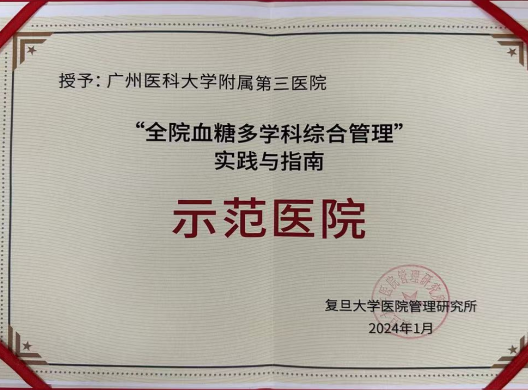 授予：广州医科大学附属第三医院
“全院血糖多学科综合管理”
实践与指南
示范医院
复旦大学医院管理研究所
2024年1月